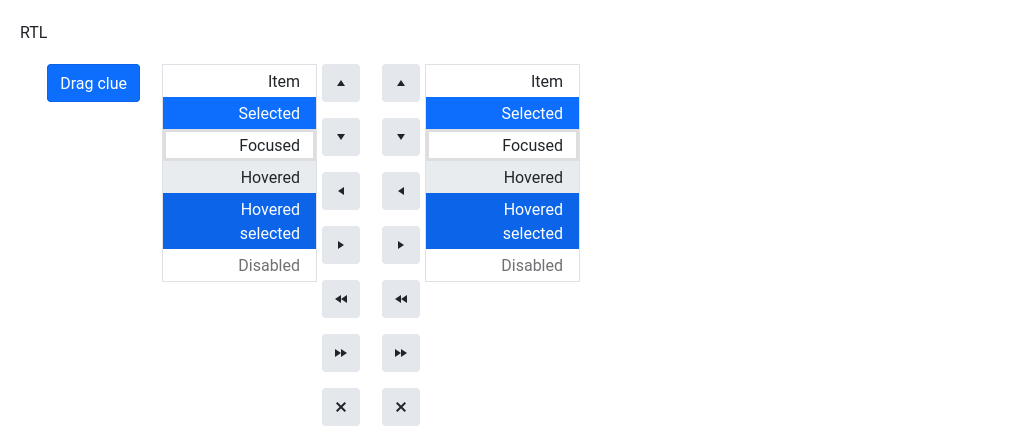 RTL
Drag clue
Item
Selected
Focused
Hovered
Hovered
selected
Disabled
Item
Selected
Focused
Hovered
Hovered
selected
Disabled